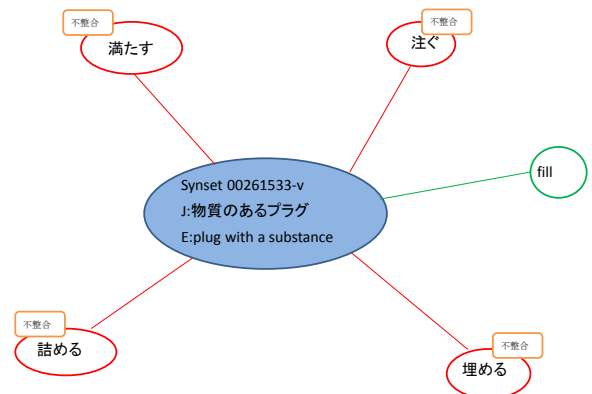 不整合
満たす
不整合
注ぐ
fill
Synset 00261533-v
J:物質のあるプラグ
E:plug with a substance
不整合
詰める
不整合
埋める